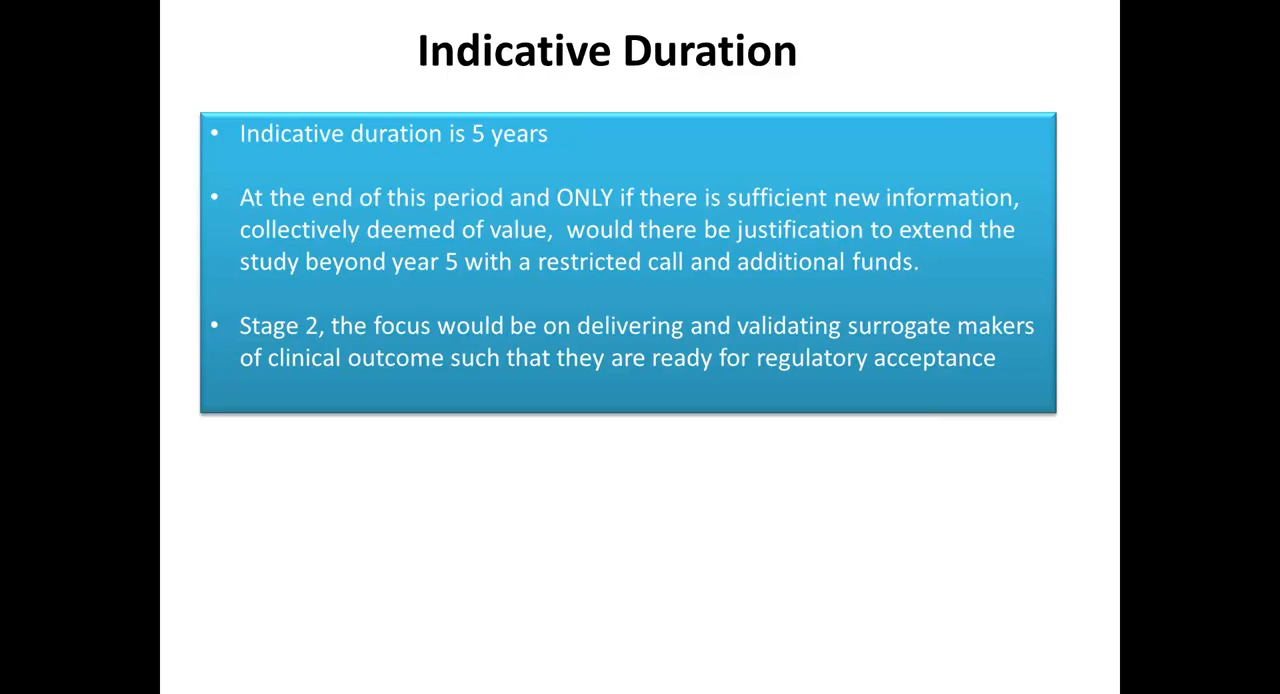 Indicative Duration
• Indicative duration is 5 years
• At the end of this period and ONLY if there is sufficient new information,
collectively deemed of value,  would there be justification to extend the
study beyond year 5 with a restricted call and additional funds.
• Stage 2, the focus would be on delivering and validating surrogate makers
of clinical outcome such that they are ready for regulatory acceptance